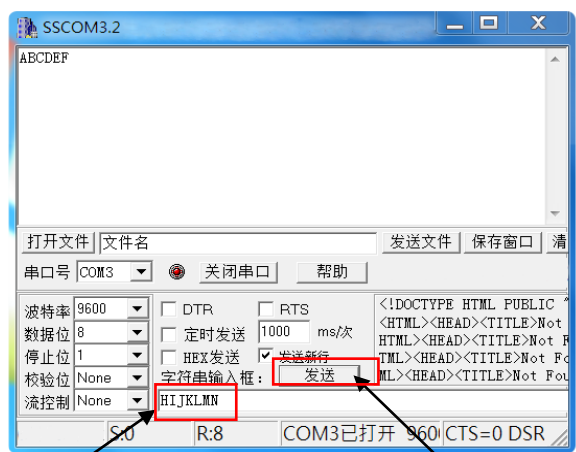 SSCOM3.2
ABCDEF
打开文件 文件名 发送文件 保存窗口 清
串口号 COM3 关闭串口 帮助
波特率 9600 DTR RTS
数据位 8 定时发送 1000 ms/次
停止位 1 HEX发送 发送新行
校验位 None 字符串输入框： 发送
流控制 None HIJKLMN
<!DOCTYPE HTML PUBLIC "
<HTML><HEAD><TITLE>Not
HTML><HEAD><TITLE>Not F
TML><HEAD><TITLE>Not Fo
ML><HEAD><TITLE>Not Fou
S:0 R:8 COM3已打开 960 CTS=0 DSR